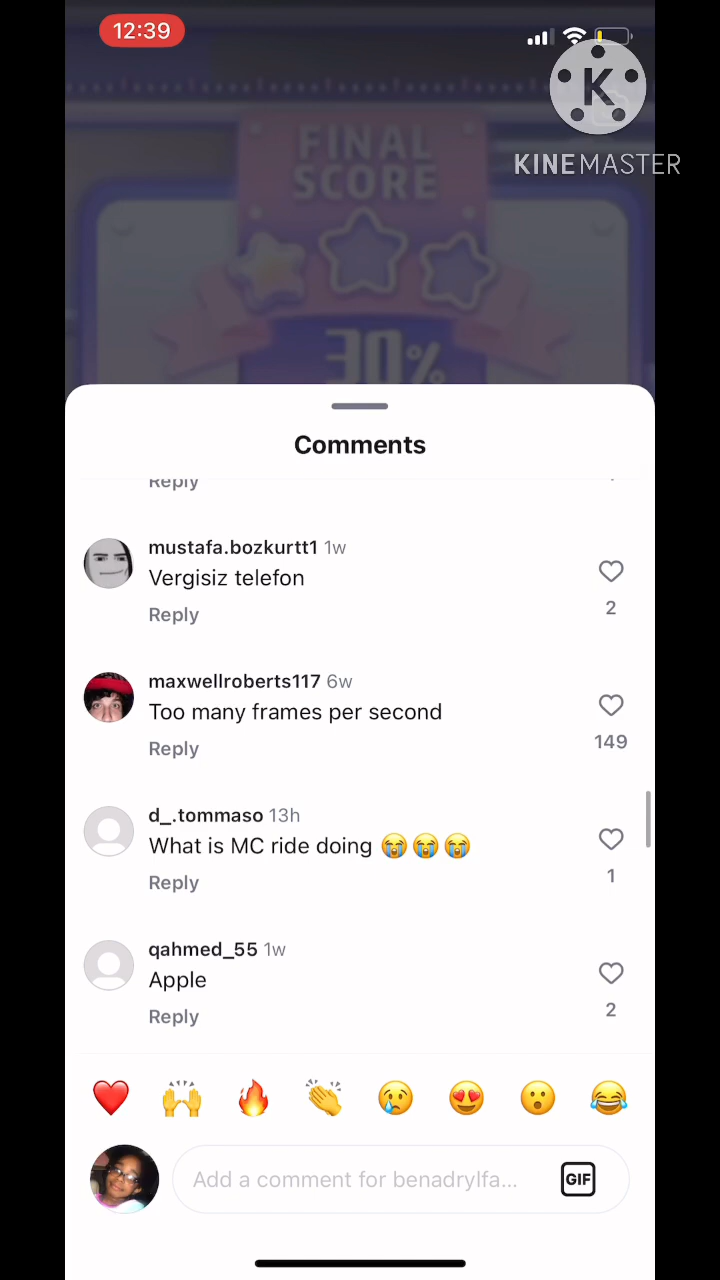 12:39
K
KINEMASTER
FINAL
SCORE
30%
Comments
Reply
mustafa.bozkurtt1 1w
Vergisiz telefon
Reply
2
maxwellroberts117 6w
Too many frames per second
Reply
149
d_.tommaso 13h
What is MC ride doing 😭😭😭
Reply
1
qahmed_55 1w
Apple
Reply
2
Add a comment for benadrylfa...
GIF